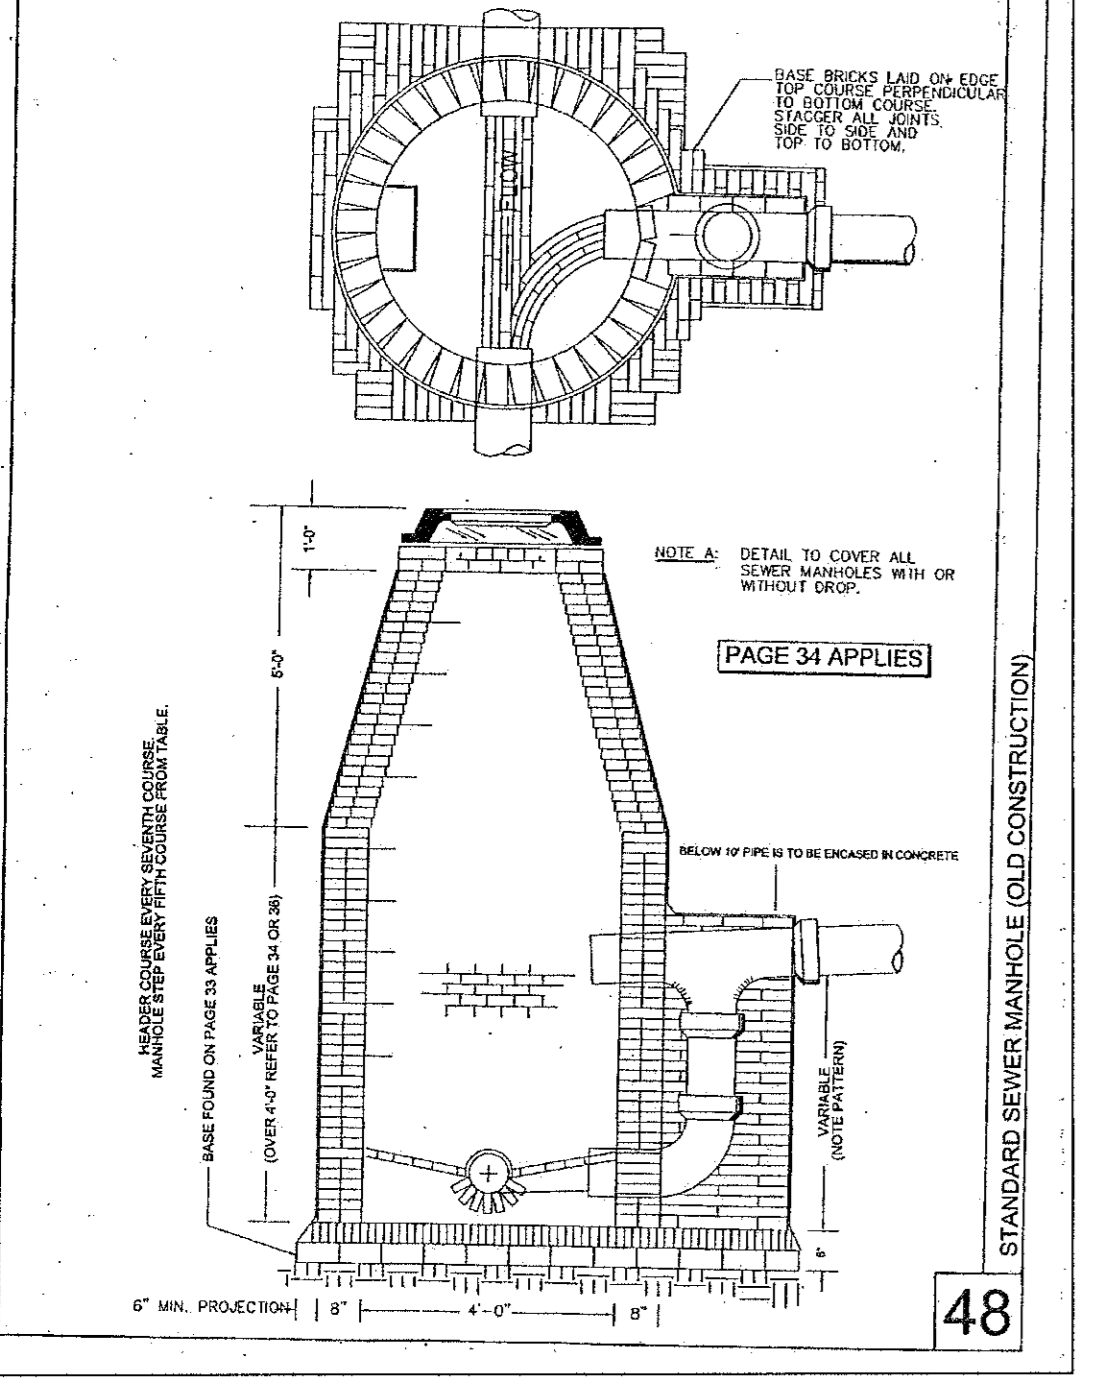 BASE BRICKS LAID ON EDGE
TOP COURSE PERPENDICULAR
TO BOTTOM COURSE.
STAGGER ALL JOINTS
SIDE TO SIDE AND
TOP TO BOTTOM.
FLOW
1'-0"
5'-0"
NOTE A: DETAIL TO COVER ALL
SEWER MANHOLES WITH OR
WITHOUT DROP.
PAGE 34 APPLIES
HEADER COURSE EVERY SEVENTH COURSE.
MANHOLE STEP EVERY FIFTH COURSE FROM TABLE.
BASE FOUND ON PAGE 33 APPLIES
VARIABLE
(OVER 4'-0" REFER TO PAGE 34 OR 36)
BELOW 10' PIPE IS TO BE ENCASED IN CONCRETE
VARIABLE
(NOTE PATTERN)
6"
6" MIN. PROJECTION
8"
4'-0"
8"
STANDARD SEWER MANHOLE (OLD CONSTRUCTION)
48